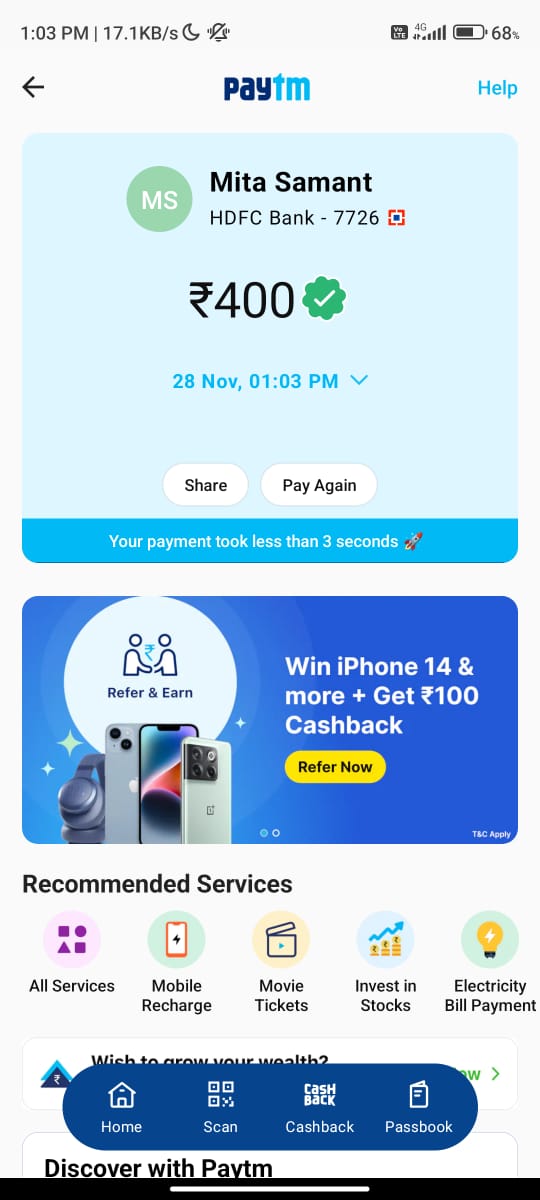 1:03 PM | 17.1KB/s
Vo LTE 4G 68%
paytm
Help
MS
Mita Samant
HDFC Bank - 7726
₹400
28 Nov, 01:03 PM
Share
Pay Again
Your payment took less than 3 seconds 🚀
₹
Refer & Earn
Win iPhone 14 &
more + Get ₹100
Cashback
Refer Now
T&C Apply
Recommended Services
All Services
Mobile
Recharge
Movie
Tickets
Invest in
Stocks
Electricity
Bill Payment
Wish to grow your wealth?
₹
Home
Scan
CASH
BACK
Cashback
Passbook
Discover with Paytm